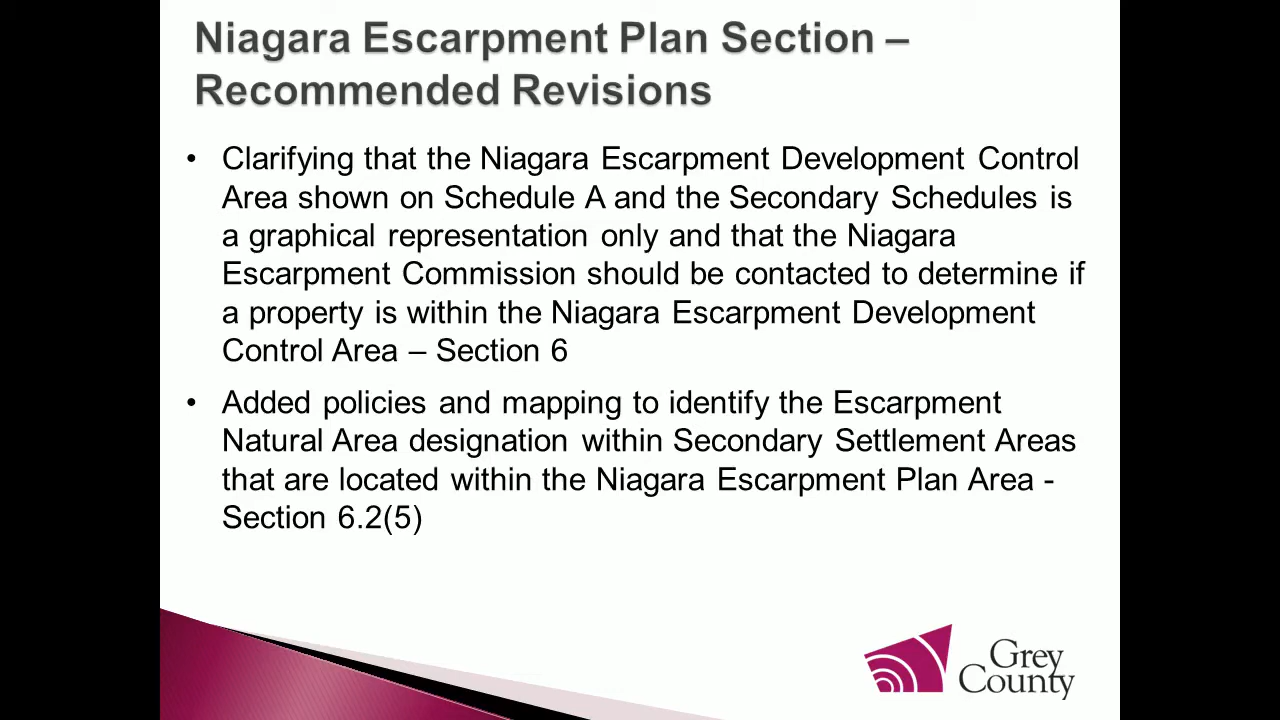 Niagara Escarpment Plan Section –
Recommended Revisions
• Clarifying that the Niagara Escarpment Development Control
Area shown on Schedule A and the Secondary Schedules is
a graphical representation only and that the Niagara
Escarpment Commission should be contacted to determine if
a property is within the Niagara Escarpment Development
Control Area – Section 6
• Added policies and mapping to identify the Escarpment
Natural Area designation within Secondary Settlement Areas
that are located within the Niagara Escarpment Plan Area -
Section 6.2(5)
Grey
County